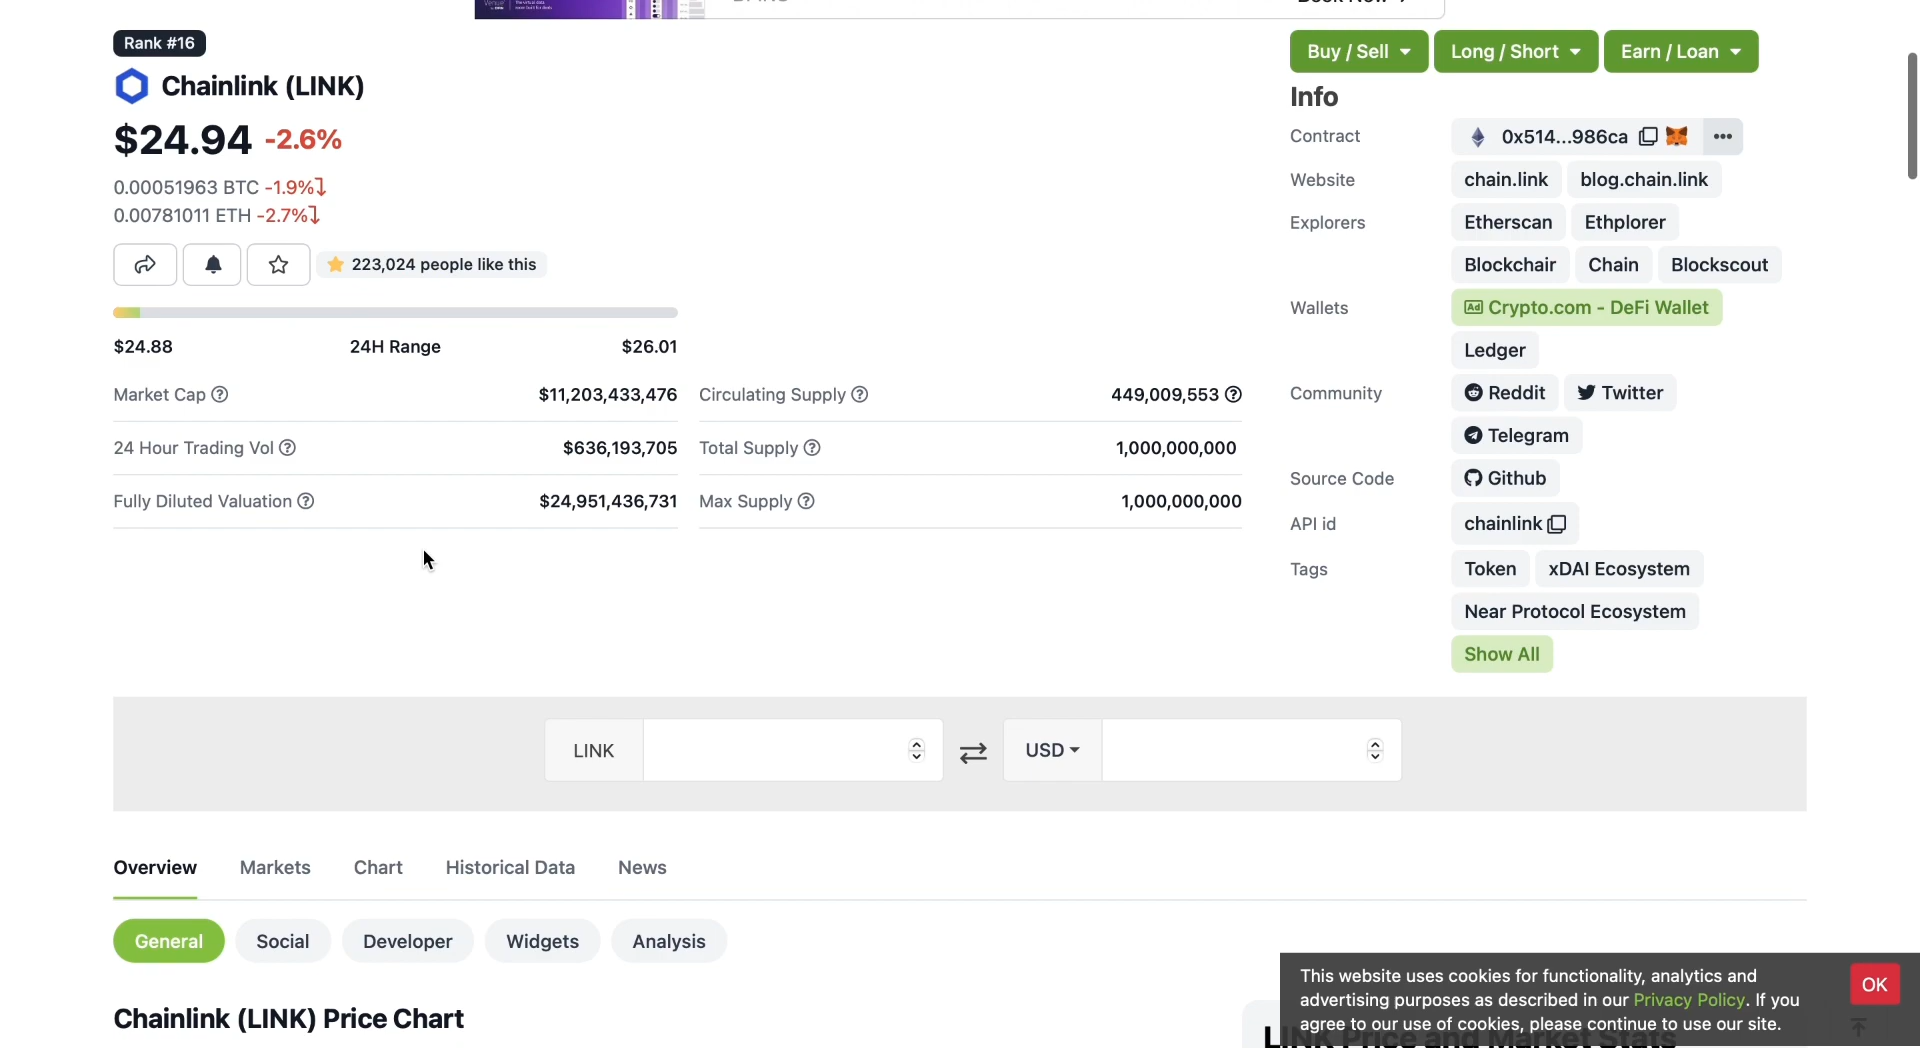 Rank #16
Chainlink (LINK)
$24.94 -2.6%
0.00051963 BTC -1.9%
0.00781011 ETH -2.7%
223,024 people like this
$24.88 24H Range $26.01
Market Cap $11,203,433,476 Circulating Supply 449,009,553
24 Hour Trading Vol $636,193,705 Total Supply 1,000,000,000
Fully Diluted Valuation $24,951,436,731 Max Supply 1,000,000,000
Buy / Sell Long / Short Earn / Loan
Info
Contract 0x514...986ca
Website chain.link blog.chain.link
Explorers Etherscan Ethplorer
Blockchair Chain Blockscout
Wallets Ad Crypto.com - DeFi Wallet
Ledger
Community Reddit Twitter
Telegram
Source Code Github
API id chainlink
Tags Token xDAI Ecosystem
Near Protocol Ecosystem
Show All
LINK USD
Overview Markets Chart Historical Data News
General Social Developer Widgets Analysis
Chainlink (LINK) Price Chart
LINK Price and Market Stats
This website uses cookies for functionality, analytics and
advertising purposes as described in our Privacy Policy. If you
agree to our use of cookies, please continue to use our site.
OK